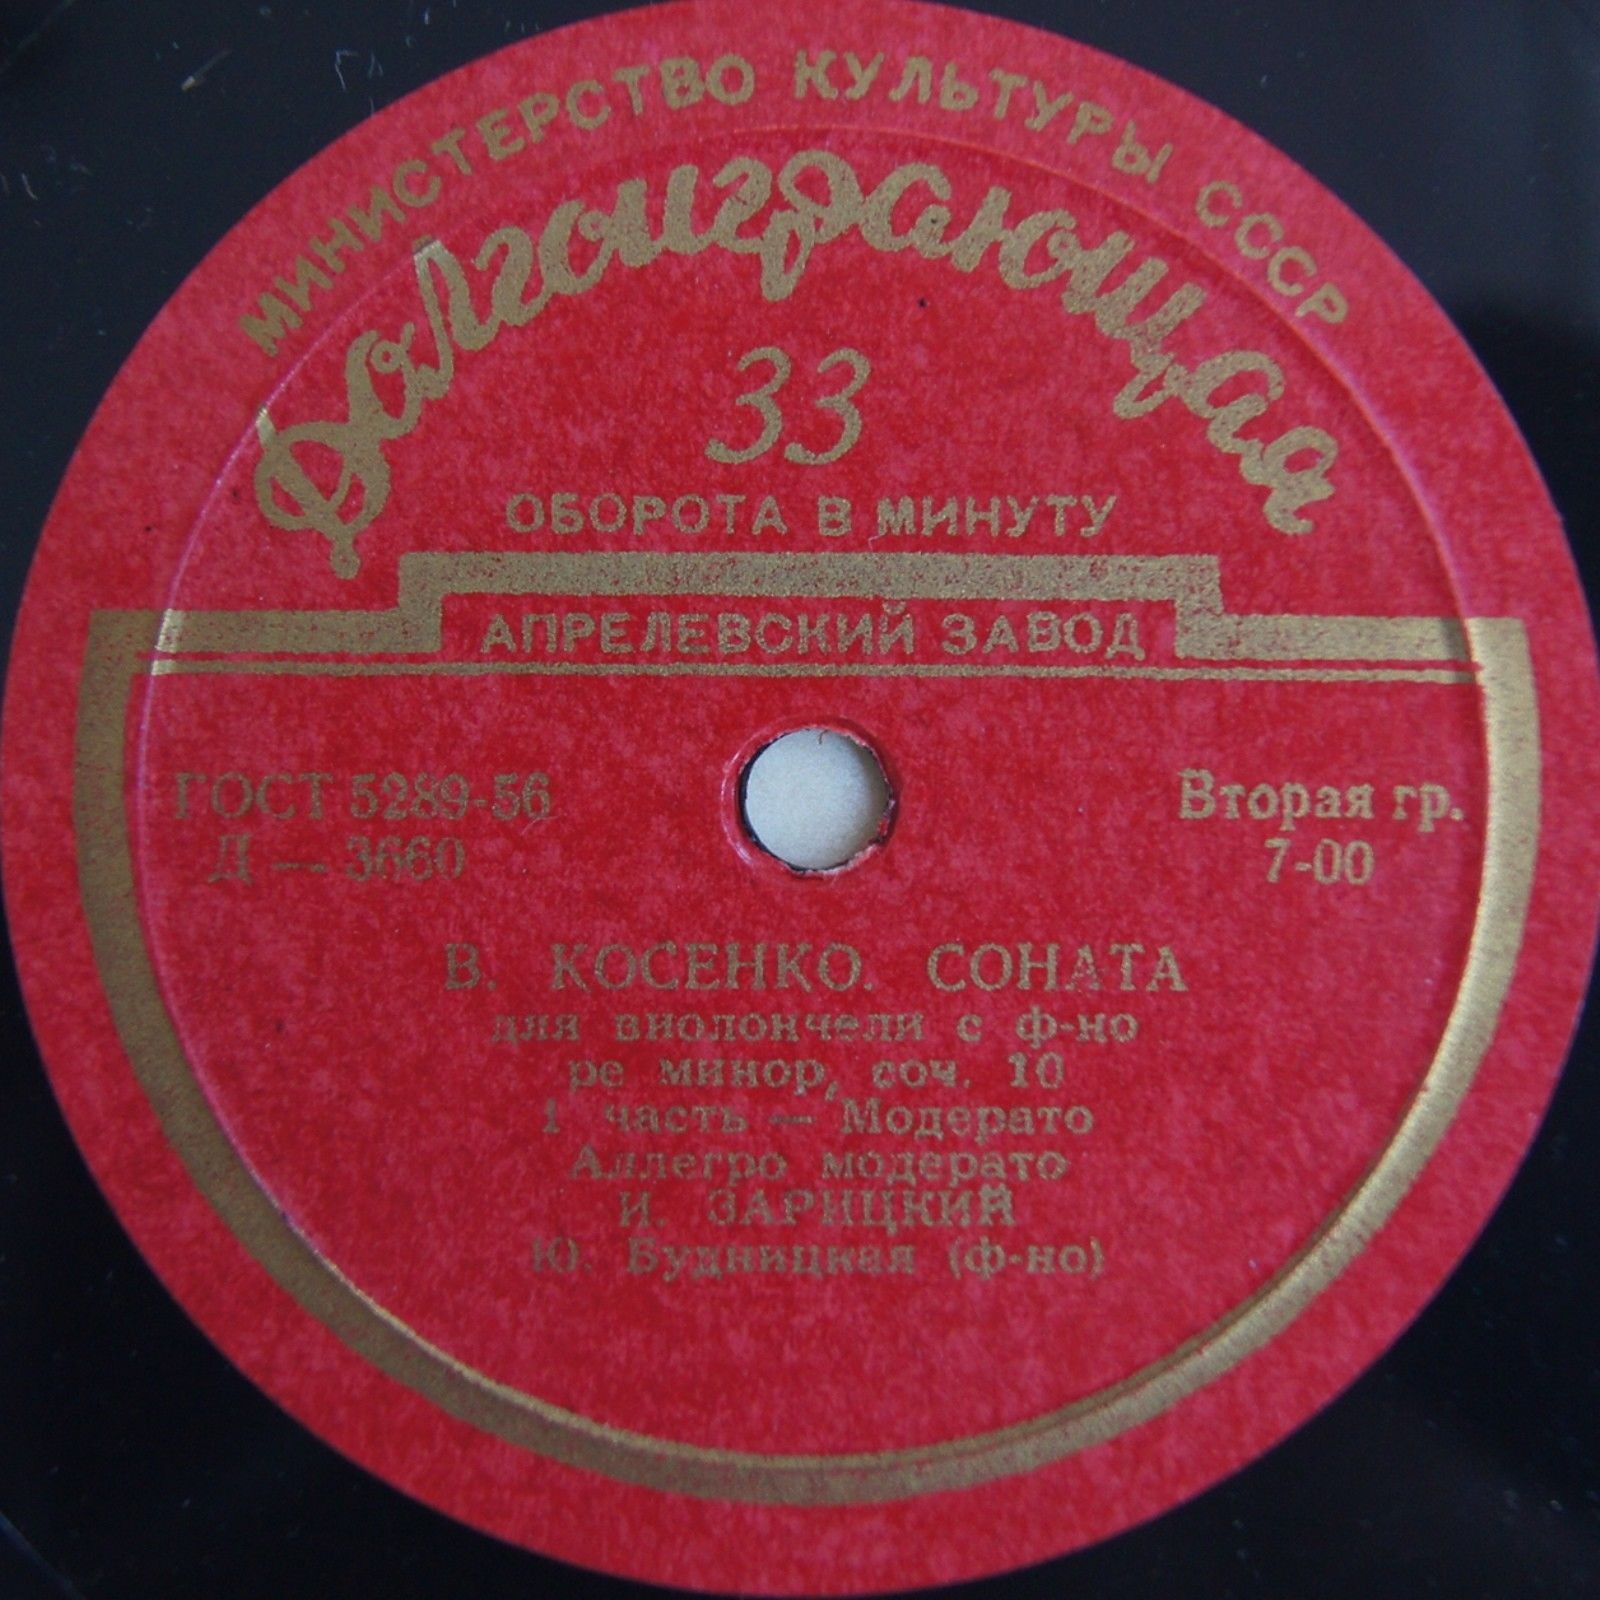 МИНИСТЕРСТВО КУЛЬТУРЫ СССР
Долгоиграющая
33
ОБОРОТА В МИНУТУ
АПРЕЛЕВСКИЙ ЗАВОД
ГОСТ 5289-56
Вторая гр.
Д — 3660
7-00
В. КОСЕНКО. СОНАТА
для виолончели с ф-но
ре минор, соч. 10
1 часть — Модерато
Аллегро модерато
И. ЗАРИЦКИЙ
Ю. Будницкая (ф-но)